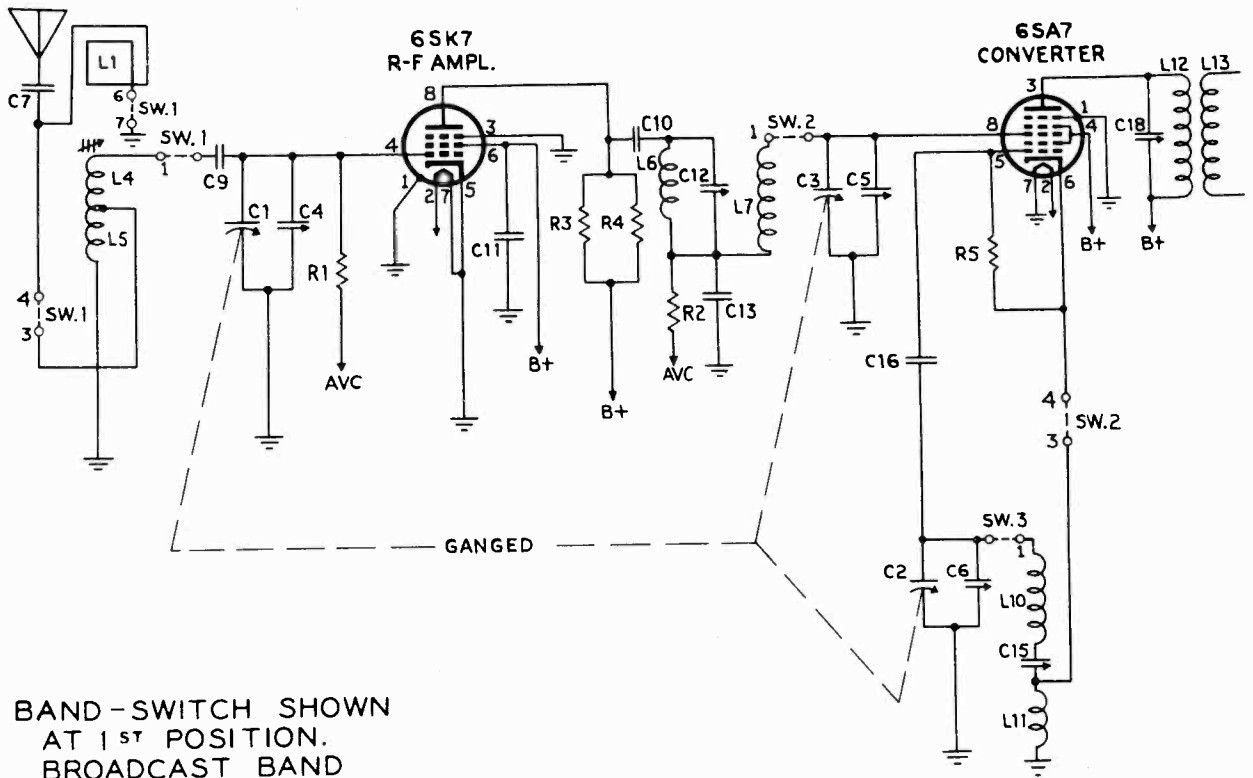 6SK7
R-F AMPL.
6SA7
CONVERTER
L1
C7
6
SW.1
7
L4
SW.1
1
C9
L5
C1
C4
R1
4
3
SW.1
AVC
8
4
3
6
1
2
7
5
C11
B+
C10
L6
C12
R3
R4
B+
R2
C13
AVC
L7
1
SW.2
C3
C5
3
8
5
1
4
7
2
6
R5
B+
C18
L12
L13
B+
C16
4
SW.2
3
GANGED
SW.3
1
C2
C6
L10
C15
L11
BAND-SWITCH SHOWN
AT 1ST POSITION.
BROADCAST BAND